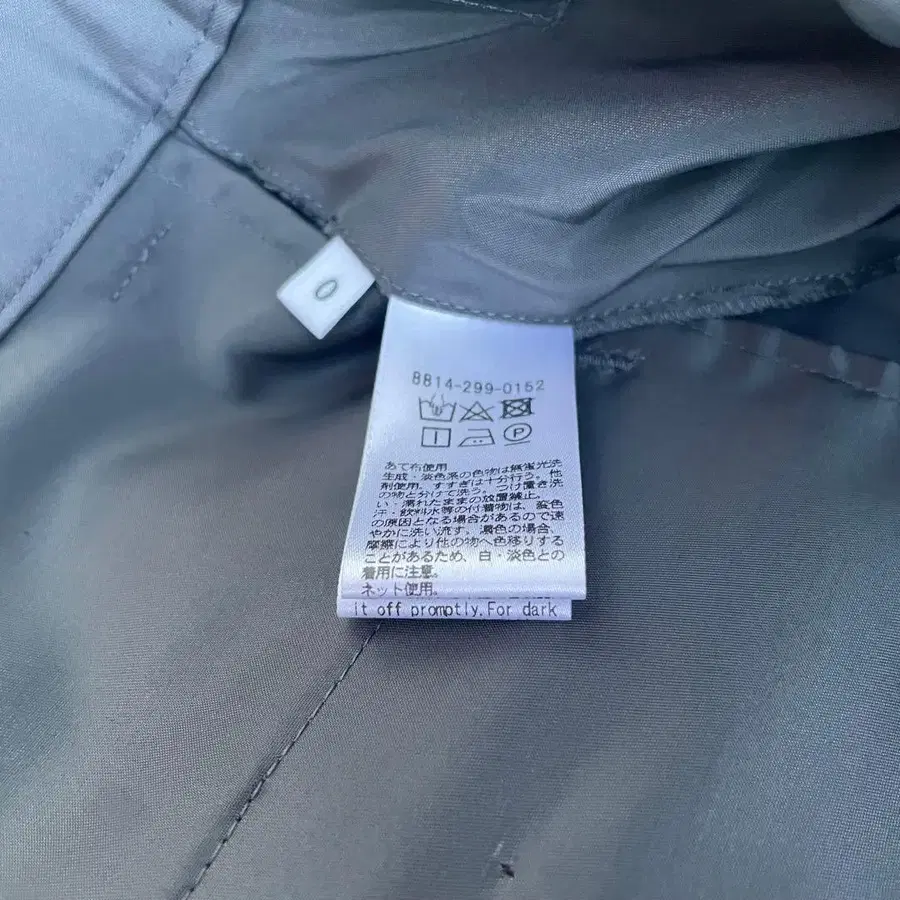 0
8814-299-0152
P
あて布使用
生成・淡色系の色物は無蛍光洗
剤使用。すすぎは十分行う。他
の物と分けて洗う。つけ置き洗
い・濡れたままの放置厳禁。
汗・飲料水等の付着物は、変色
の原因となる場合があるので速
やかに洗い流す。濃色の場合、
摩擦により他の物へ色移りする
ことがあるため、白・淡色との
着用に注意。
ネット使用。
it off promptly.For dark